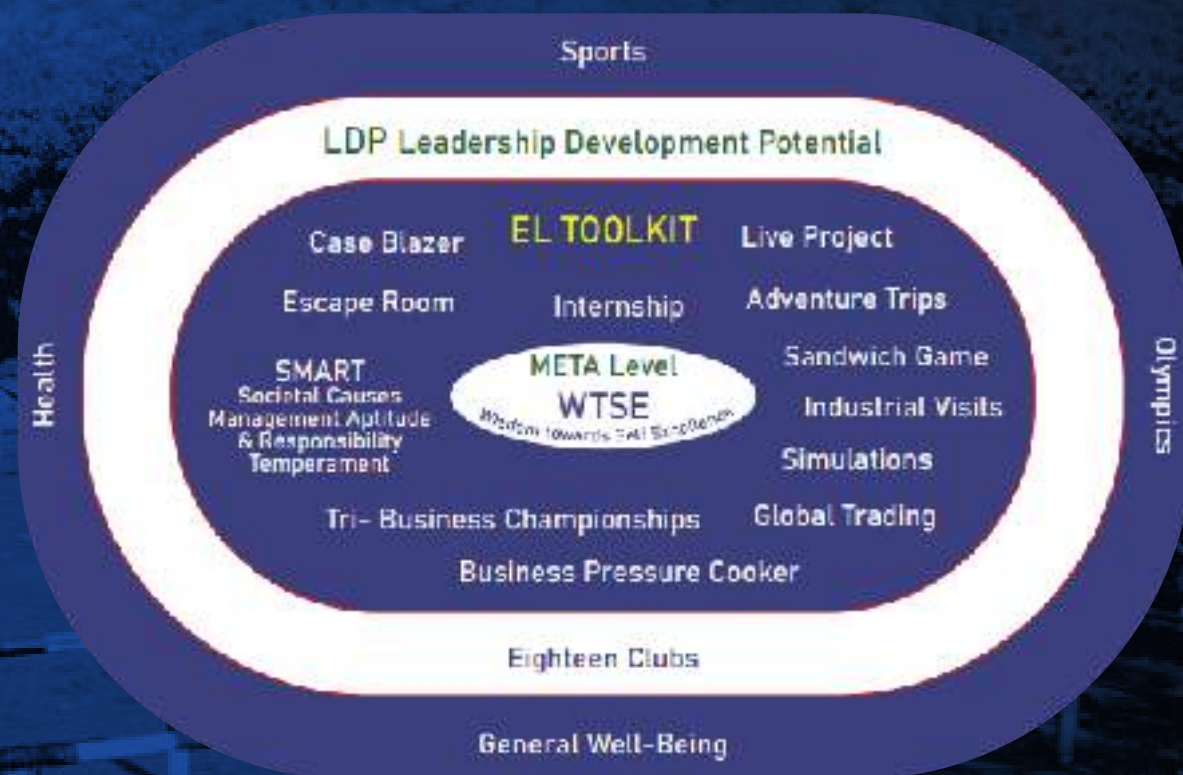 Sports
LDP Leadership Development Potential
EL TOOLKIT
Case Blazer
Live Project
Escape Room
Internship
Adventure Trips
META Level
WTSE
Wisdom towards Self Excellence
Sandwich Game
SMART
Societal Causes
Management Aptitude
& Responsibility
Temperament
Industrial Visits
Simulations
Tri- Business Championships
Global Trading
Business Pressure Cooker
Eighteen Clubs
General Well-Being
Health
Olympics